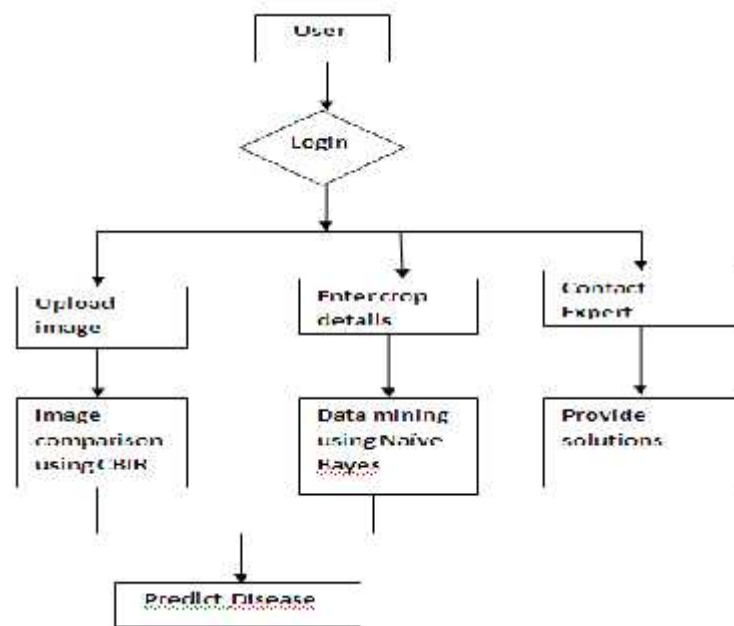 User
Login
Upload
image
Enter crop
details
Contact
Expert
Image
comparison
using CBIR
Data mining
using Naïve
Bayes
Provide
solutions
Predict Disease